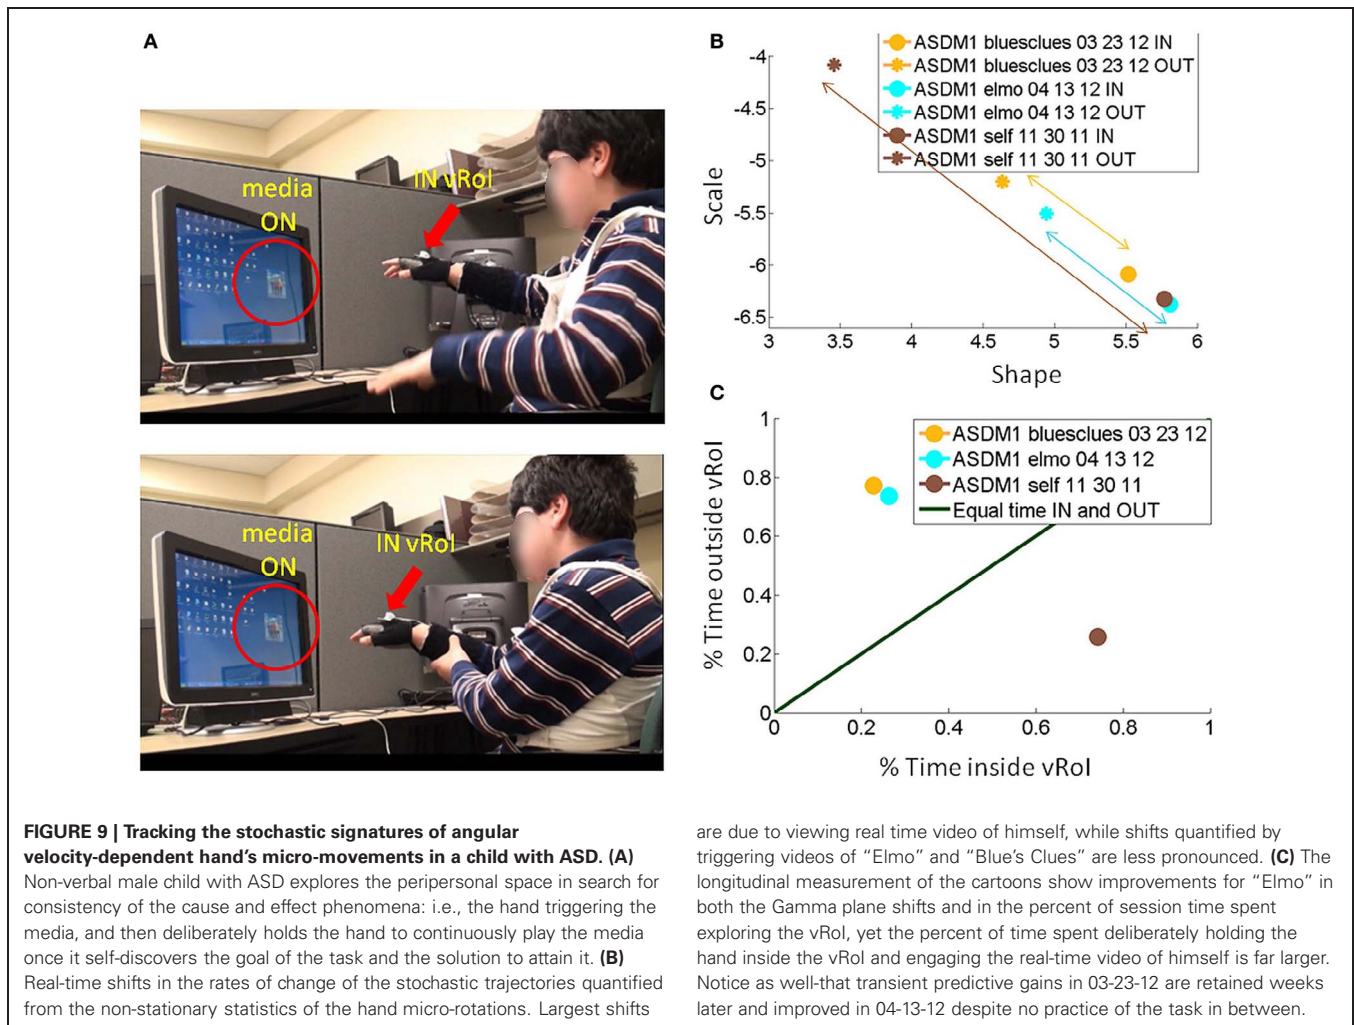 A
media
ON
IN vRoI
media
ON
IN vRoI
B
ASDM1 bluesclues 03 23 12 IN
ASDM1 bluesclues 03 23 12 OUT
ASDM1 elmo 04 13 12 IN
ASDM1 elmo 04 13 12 OUT
ASDM1 self 11 30 11 IN
ASDM1 self 11 30 11 OUT
-4
-4.5
-5
-5.5
-6
-6.5
Scale
3 3.5 4 4.5 5 5.5 6
Shape
C
ASDM1 bluesclues 03 23 12
ASDM1 elmo 04 13 12
ASDM1 self 11 30 11
Equal time IN and OUT
1
0.8
0.6
0.4
0.2
0
% Time outside vRoI
0 0.2 0.4 0.6 0.8 1
% Time inside vRoI
FIGURE 9 | Tracking the stochastic signatures of angular
velocity-dependent hand's micro-movements in a child with ASD. (A)
Non-verbal male child with ASD explores the peripersonal space in search for
consistency of the cause and effect phenomena: i.e., the hand triggering the
media, and then deliberately holds the hand to continuously play the media
once it self-discovers the goal of the task and the solution to attain it. (B)
Real-time shifts in the rates of change of the stochastic trajectories quantified
from the non-stationary statistics of the hand micro-rotations. Largest shifts
are due to viewing real time video of himself, while shifts quantified by
triggering videos of "Elmo" and "Blue's Clues" are less pronounced. (C) The
longitudinal measurement of the cartoons show improvements for "Elmo" in
both the Gamma plane shifts and in the percent of session time spent
exploring the vRoI, yet the percent of time spent deliberately holding the
hand inside the vRoI and engaging the real-time video of himself is far larger.
Notice as well-that transient predictive gains in 03-23-12 are retained weeks
later and improved in 04-13-12 despite no practice of the task in between.